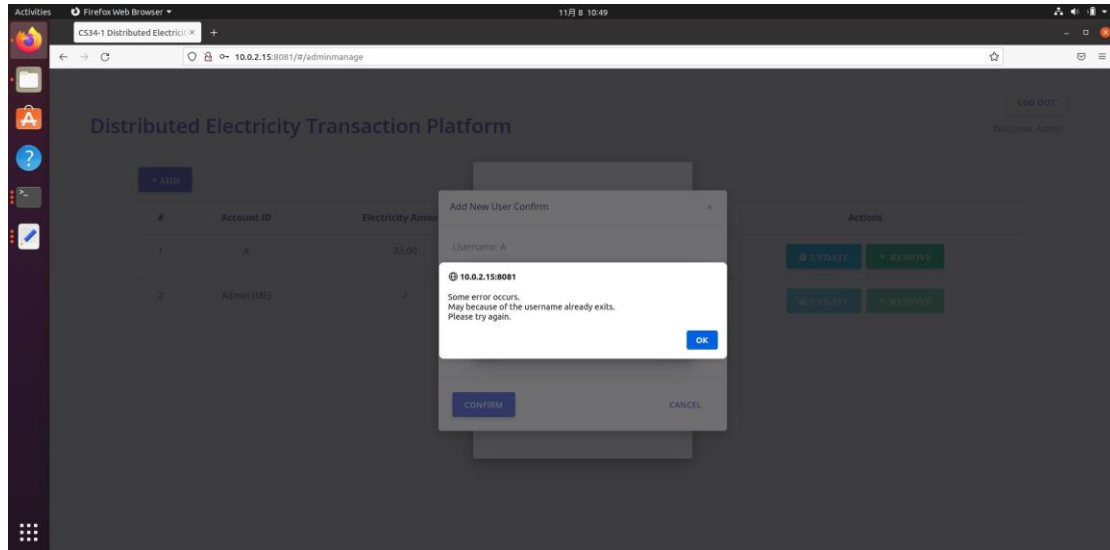 Activities
Firefox Web Browser
11月 8 10:49
CS34-1 Distributed Electricit
10.0.2.15:8081/#/adminmanage
LOG OUT
Distributed Electricity Transaction Platform
Welcome, Admin
+ ADD
Add New User Confirm
×
# Account ID Electricity Amou Actions
Username: A
1 A 33.00 UPDATE REMOVE
10.0.2.15:8081
2 Admin (ME) / UPDATE REMOVE
Some error occurs.
May because of the username already exits.
Please try again.
OK
CONFIRM CANCEL